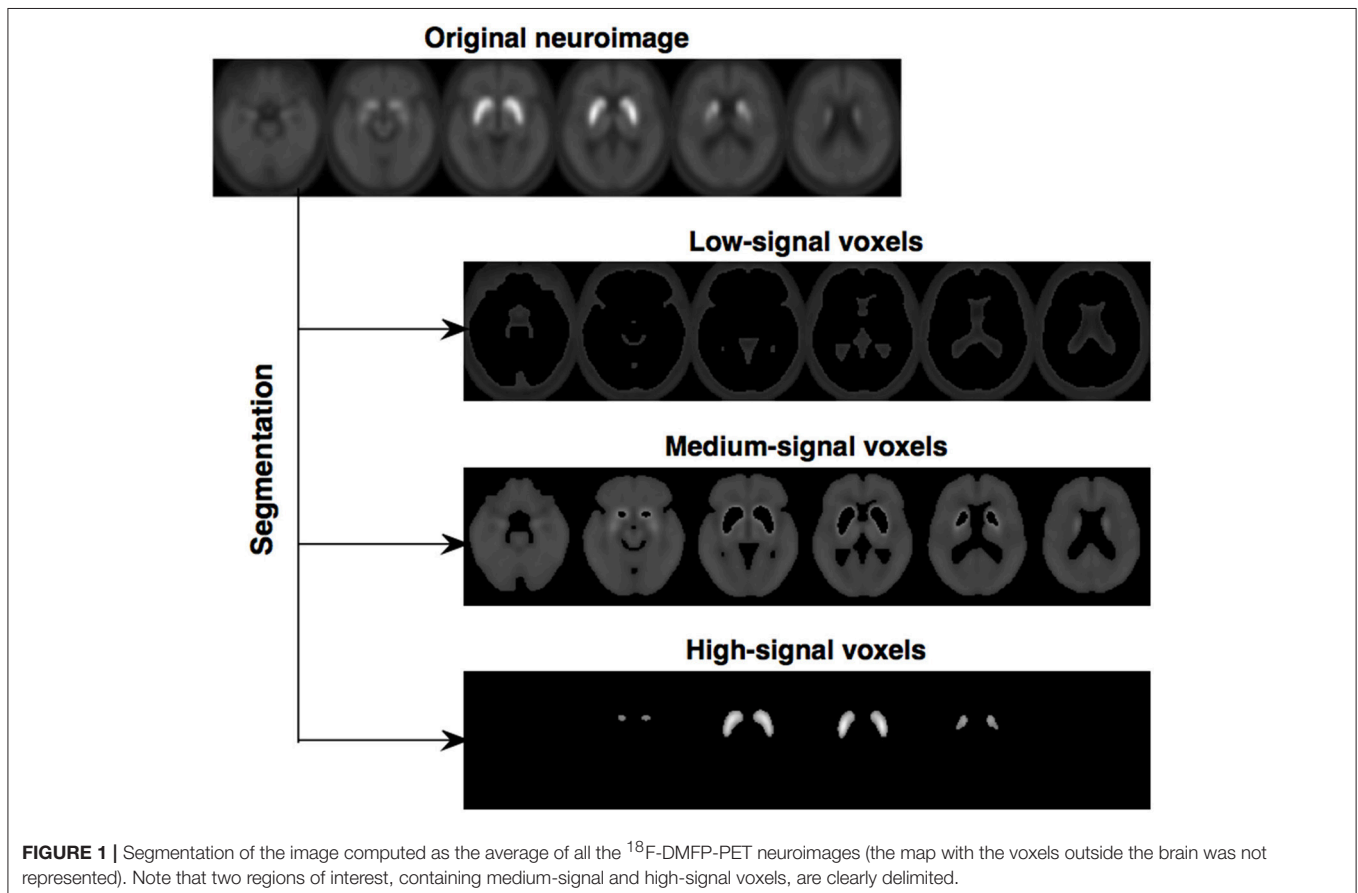 Original neuroimage
Low-signal voxels
Segmentation
Medium-signal voxels
High-signal voxels
FIGURE 1 | Segmentation of the image computed as the average of all the 18F-DMFP-PET neuroimages (the map with the voxels outside the brain was not
represented). Note that two regions of interest, containing medium-signal and high-signal voxels, are clearly delimited.